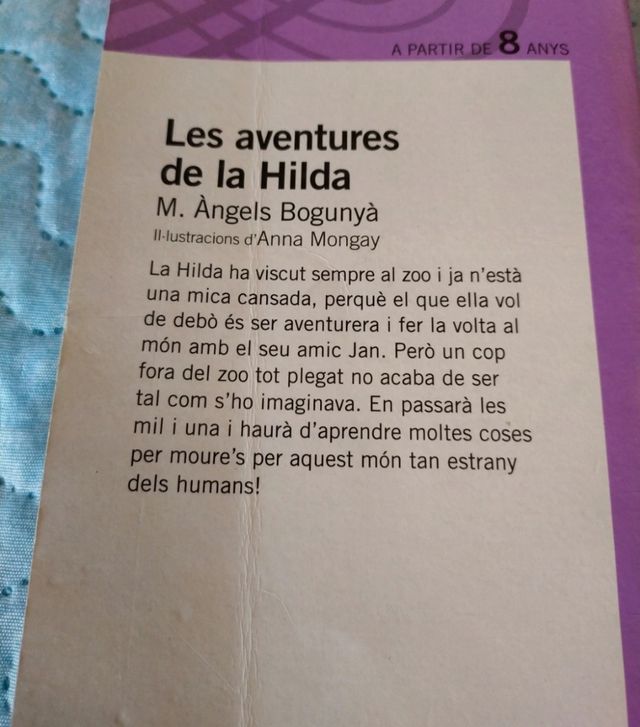 A PARTIR DE 8 ANYS
Les aventures
de la Hilda
M. Àngels Bogunyà
Il·lustracions d'Anna Mongay
La Hilda ha viscut sempre al zoo i ja n'està
una mica cansada, perquè el que ella vol
de debò és ser aventurera i fer la volta al
món amb el seu amic Jan. Però un cop
fora del zoo tot plegat no acaba de ser
tal com s'ho imaginava. En passarà les
mil i una i haurà d'aprendre moltes coses
per moure's per aquest món tan estrany
dels humans!